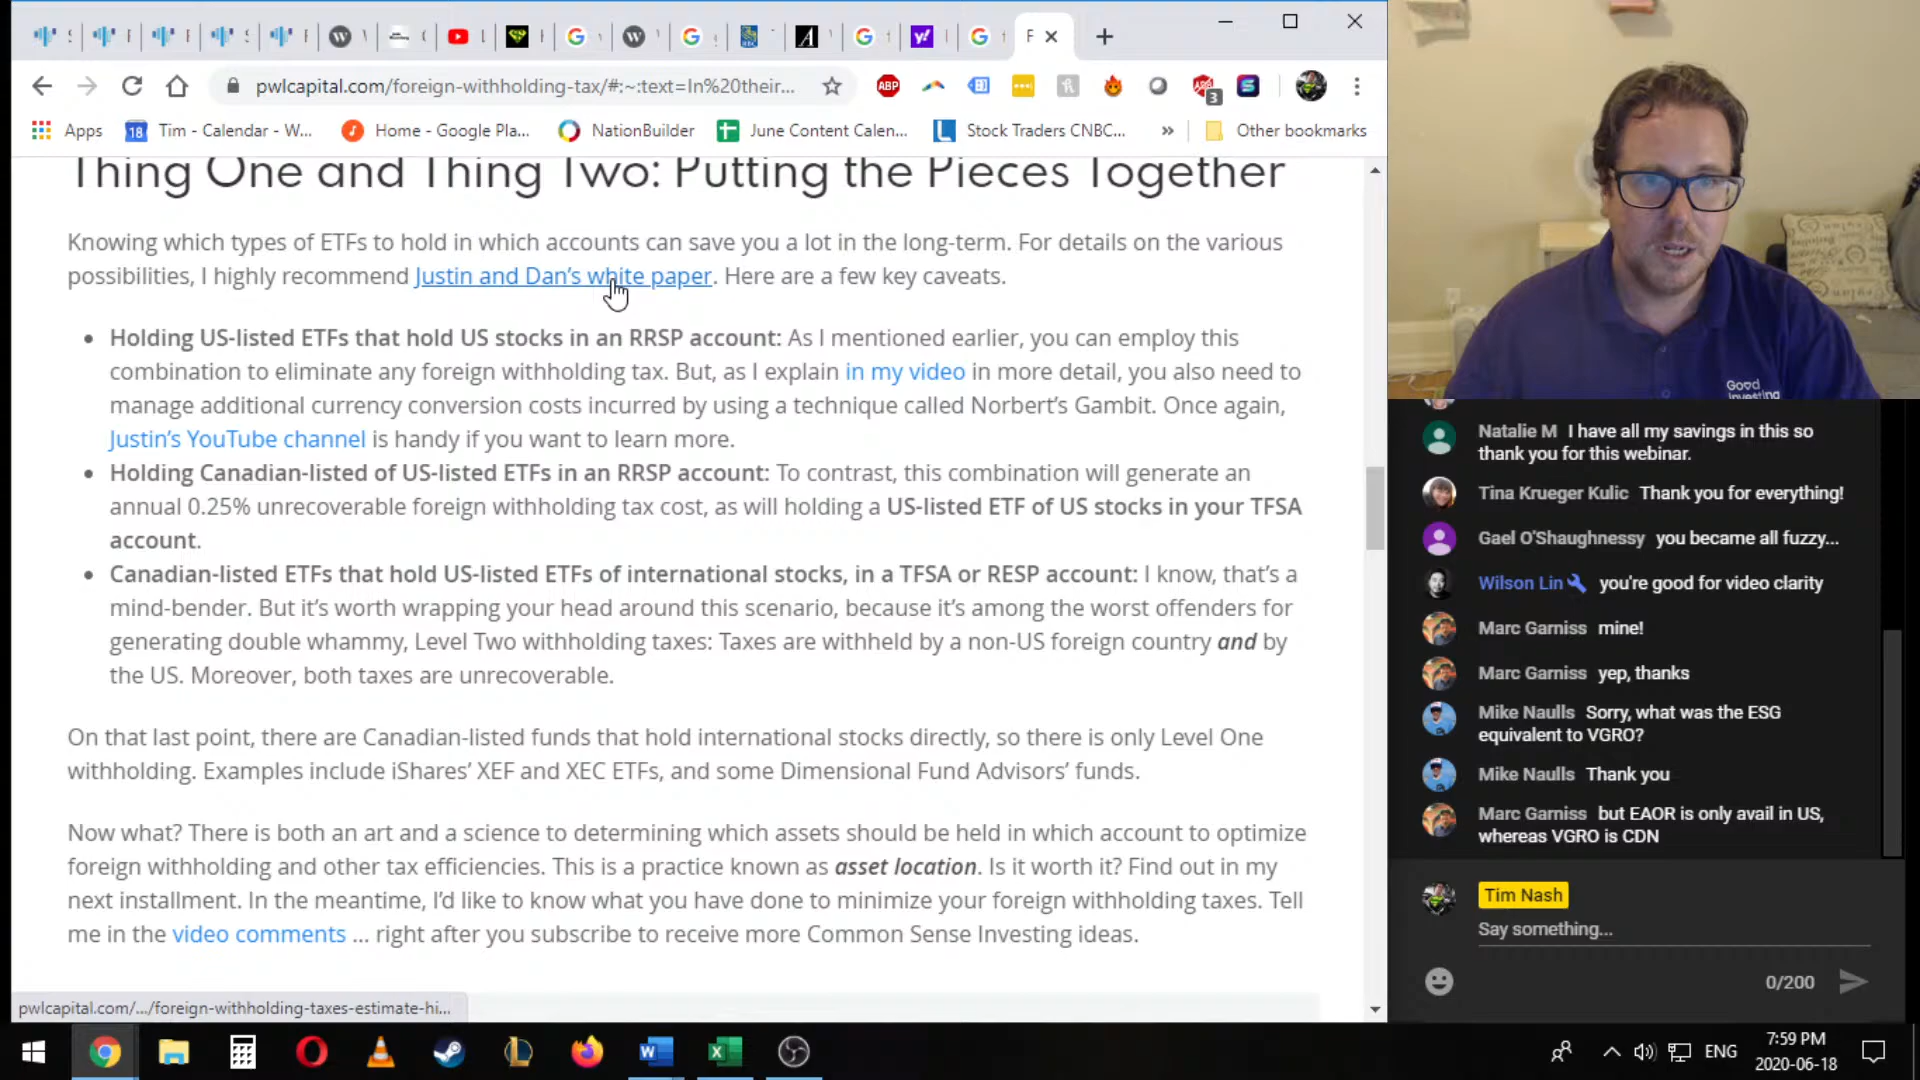 F
pwlcapital.com/foreign-withholding-tax/#:~:text=In%20their...
ABP
3
Apps
18
Tim - Calendar - W...
Home - Google Pla...
NationBuilder
June Content Calen...
Stock Traders CNBC...
»
Other bookmarks
Thing One and Thing Two: Putting the Pieces Together
Knowing which types of ETFs to hold in which accounts can save you a lot in the long-term. For details on the various
possibilities, I highly recommend Justin and Dan's white paper. Here are a few key caveats.
Holding US-listed ETFs that hold US stocks in an RRSP account: As I mentioned earlier, you can employ this
combination to eliminate any foreign withholding tax. But, as I explain in my video in more detail, you also need to
manage additional currency conversion costs incurred by using a technique called Norbert's Gambit. Once again,
Justin's YouTube channel is handy if you want to learn more.
Holding Canadian-listed of US-listed ETFs in an RRSP account: To contrast, this combination will generate an
annual 0.25% unrecoverable foreign withholding tax cost, as will holding a US-listed ETF of US stocks in your TFSA
account.
Canadian-listed ETFs that hold US-listed ETFs of international stocks, in a TFSA or RESP account: I know, that's a
mind-bender. But it's worth wrapping your head around this scenario, because it's among the worst offenders for
generating double whammy, Level Two withholding taxes: Taxes are withheld by a non-US foreign country and by
the US. Moreover, both taxes are unrecoverable.
On that last point, there are Canadian-listed funds that hold international stocks directly, so there is only Level One
withholding. Examples include iShares' XEF and XEC ETFs, and some Dimensional Fund Advisors' funds.
Now what? There is both an art and a science to determining which assets should be held in which account to optimize
foreign withholding and other tax efficiencies. This is a practice known as asset location. Is it worth it? Find out in my
next installment. In the meantime, I'd like to know what you have done to minimize your foreign withholding taxes. Tell
me in the video comments ... right after you subscribe to receive more Common Sense Investing ideas.
pwlcapital.com/.../foreign-withholding-taxes-estimate-hi...
Good
Investing
Natalie M I have all my savings in this so
thank you for this webinar.
Tina Krueger Kulic Thank you for everything!
Gael O'Shaughnessy you became all fuzzy...
Wilson Lin you're good for video clarity
Marc Garniss mine!
Marc Garniss yep, thanks
Mike Naulls Sorry, what was the ESG
equivalent to VGRO?
Mike Naulls Thank you
Marc Garniss but EAOR is only avail in US,
whereas VGRO is CDN
Tim Nash
Say something...
0/200
ENG
7:59 PM
2020-06-18